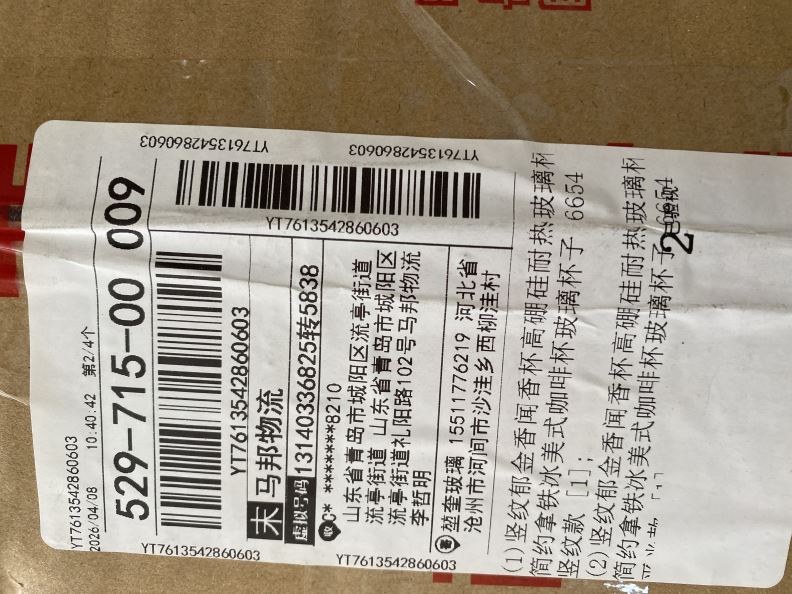 YT7613542860603
2026/04/08 10:40:42 第2/4个
529-715-00 009
YT7613542860603
末 马邦物流
虚拟号码 13140336825转5838
收 C* *******8210
山东省青岛市城阳区流亭街道
流亭街道 山东省青岛市城阳区
流亭街道礼阳路102号马邦物流
李哲明
寄 堃奎玻璃 15511776219 河北省
沧州市河间市沙洼乡西柳洼村
(1)竖纹郁金香闻香杯高硼硅耐热玻璃杯
简约拿铁冰美式咖啡杯玻璃杯子 6654
竖纹款 [1];
(2)竖纹郁金香闻香杯高硼硅耐热玻璃杯
简约拿铁冰美式咖啡杯玻璃杯子 6654
2
已验视
YT7613542860603
YT7613542860603
YT7613542860603
YT7613542860603
YT7613542860603